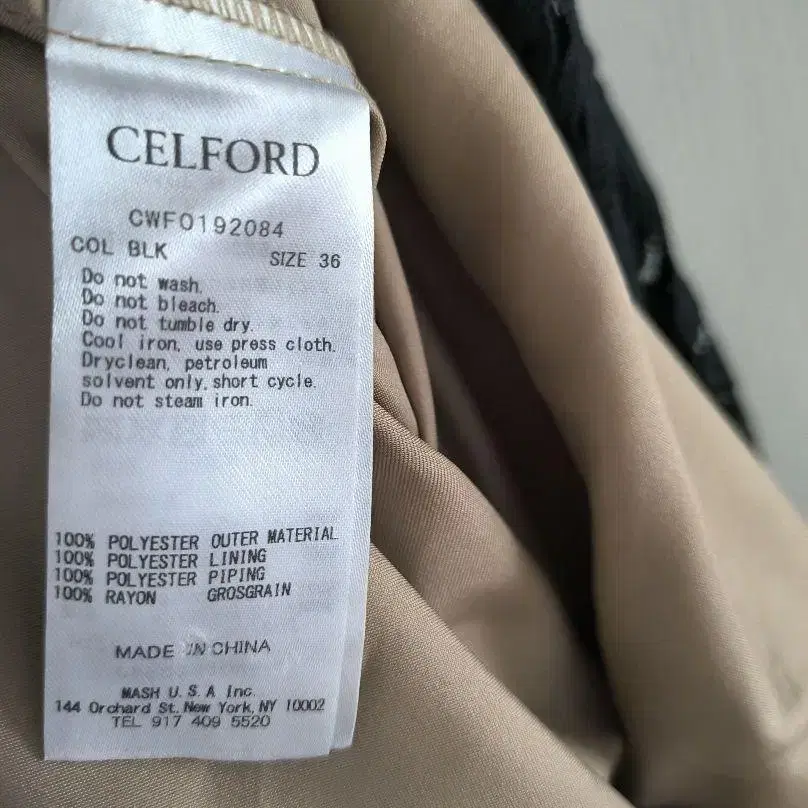 CELFORD
CWFO192084
COL BLK SIZE 36
Do not wash.
Do not bleach.
Do not tumble dry.
Cool iron, use press cloth.
Dryclean, petroleum
solvent only, short cycle.
Do not steam iron.
100% POLYESTER OUTER MATERIAL
100% POLYESTER LINING
100% POLYESTER PIPING
100% RAYON GROSGRAIN
MADE IN CHINA
MASH U.S.A Inc.
144 Orchard St. New York, NY 10002
TEL 917 409 5520